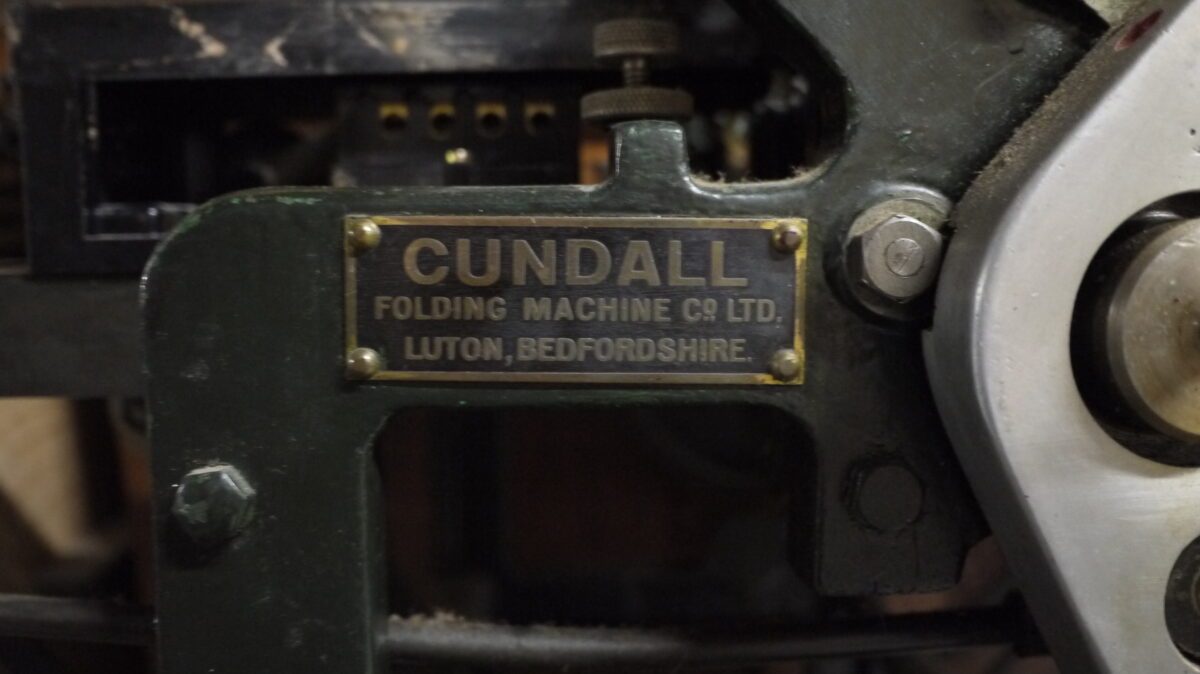 CUNDALL
FOLDING MACHINE Cº LTD.
LUTON, BEDFORDSHIRE.